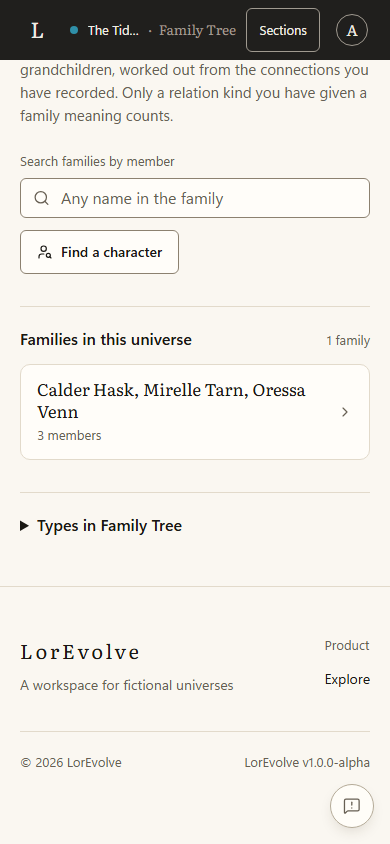 L
The Tid... · Family Tree
Sections
A
grandchildren, worked out from the connections you
have recorded. Only a relation kind you have given a
family meaning counts.
Search families by member
Any name in the family
Find a character
Families in this universe
1 family
Calder Hask, Mirelle Tarn, Oressa
Venn
3 members
Types in Family Tree
LorEvolve
Product
A workspace for fictional universes
Explore
© 2026 LorEvolve
LorEvolve v1.0.0-alpha